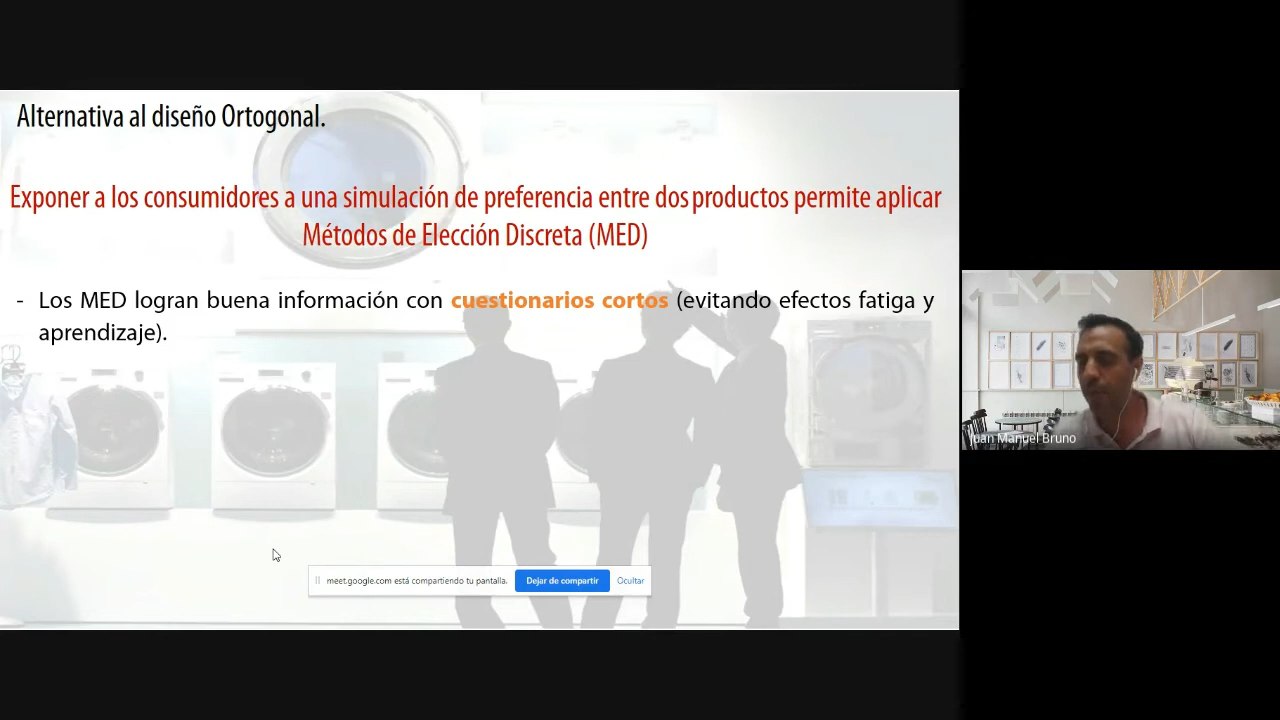 Alternativa al diseño Ortogonal.
Exponer a los consumidores a una simulación de preferencia entre dos productos permite aplicar
Métodos de Elección Discreta (MED)
- Los MED logran buena información con cuestionarios cortos (evitando efectos fatiga y
aprendizaje).
Juan Manuel Bruno
meet.google.com está compartiendo tu pantalla. Dejar de compartir Ocultar